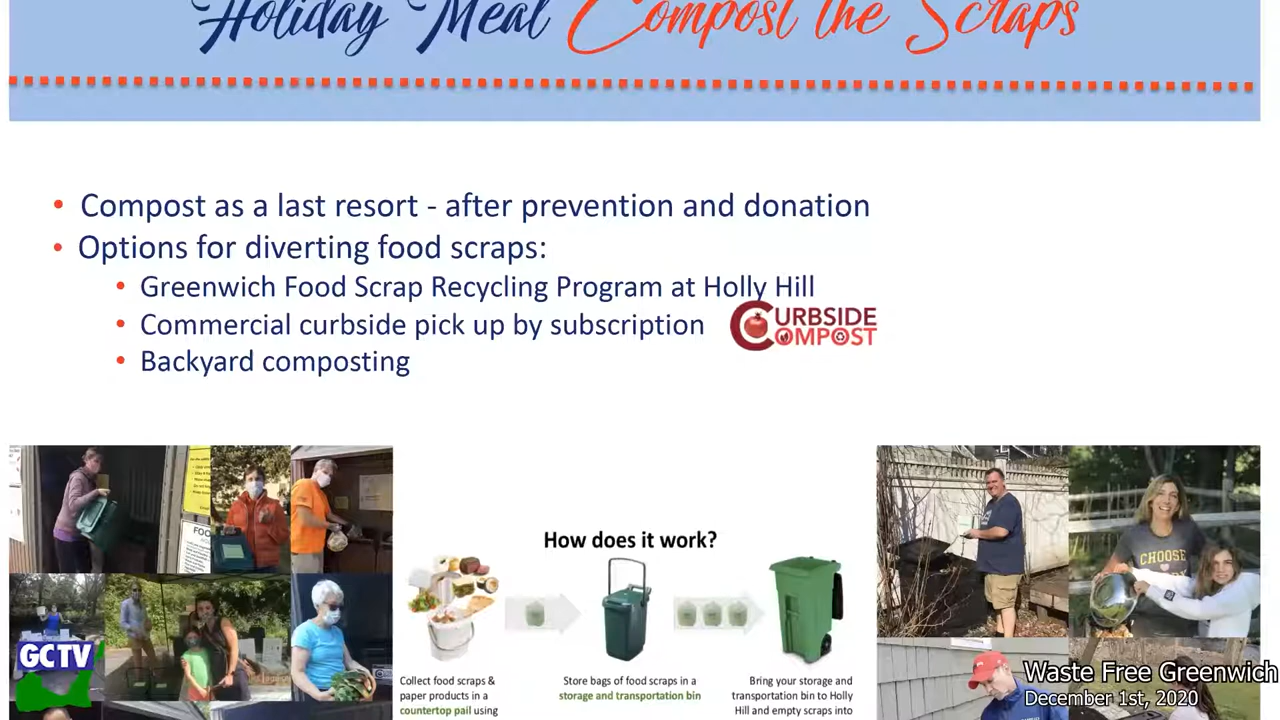 Holiday Meal Compost the Scraps
• Compost as a last resort - after prevention and donation
• Options for diverting food scraps:
• Greenwich Food Scrap Recycling Program at Holly Hill
• Commercial curbside pick up by subscription
CURBSIDE
COMPOST
• Backyard composting
FOO
How does it work?
Collect food scraps &
paper products in a
countertop pail using
Store bags of food scraps in a
storage and transportation bin
Bring your storage and
transportation bin to Holly
Hill and empty scraps into
CHOOSE
GCTV
Waste Free Greenwich
December 1st, 2020